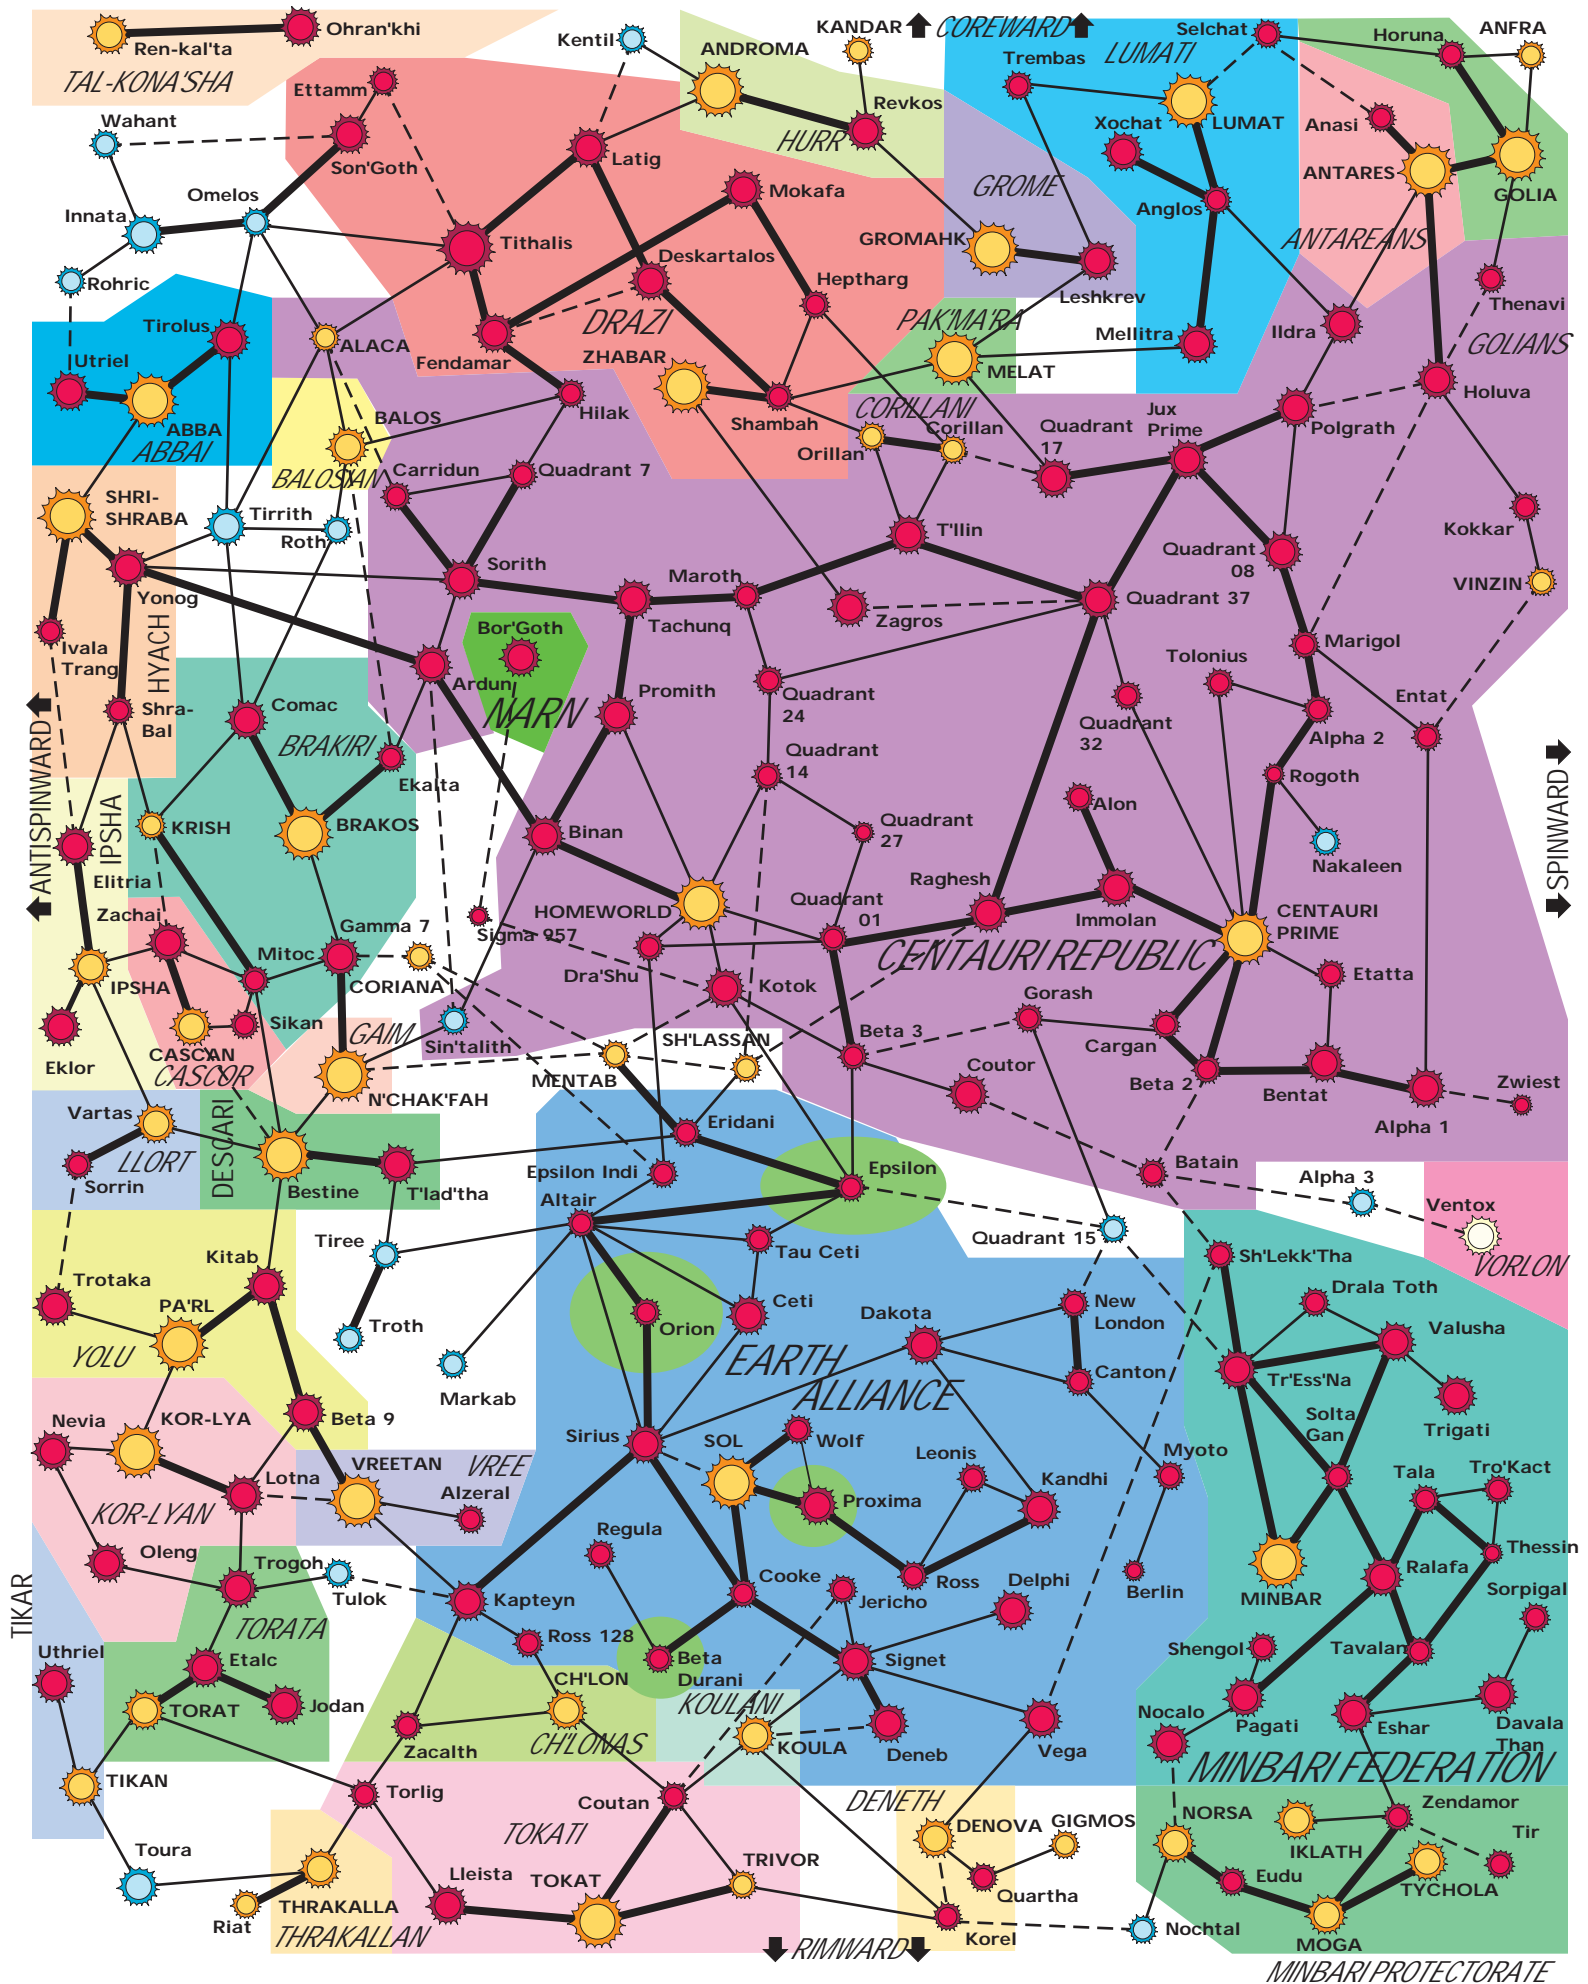 Ren-kal'ta
Ohran'khi
TAL-KONA'SHA
Kentil
ANDROMA
KANDAR
COREWARD
Trembas
LUMATI
Selchat
Horuna
ANFRA
Ettamm
Wahant
Son'Goth
Latig
Revkos
HURR
Xochat
LUMAT
Anasi
Innata
Omelos
Mokafa
GROME
Anglos
ANTARES
GOLIA
Tithalis
GROMAHK
ANTAREANS
Rohric
Deskartalos
Heptharg
Leshkrev
Thenavi
Tirolus
Utriel
ALACA
Fendamar
DRAZI
ZHABAR
PAK'MA'RA
MELAT
Mellitra
Ildra
GOLIANS
ABBA
ABBAI
BALOS
BALOSIAN
Hilak
Shambah
CORILLANI
Orillan
Corillan
Quadrant
17
Jux
Prime
Polgrath
Holuva
SHRI-
SHRABA
Tirrith
Roth
Carridun
Quadrant 7
Sorith
T'llin
Quadrant
08
Kokkar
VINZIN
Yonog
Maroth
Tachunq
Zagros
Quadrant 37
Ivala
Trang
HYACH
Bor'Goth
NARN
Ardun
Promith
Quadrant
24
Tolonius
Marigol
Entat
Shra-
Bal
Comac
BRAKIRI
Ekalta
Quadrant
14
Quadrant
32
Alpha 2
Rogoth
ANTISPINWARD
SPINWARD
IPSHA
KRISH
BRAKOS
Binan
Quadrant
27
Alon
Nakaleen
Elitria
Zachai
Gamma 7
Sigma 957
HOMEWORLD
Quadrant
01
Raghesh
Immolan
CENTAURI
PRIME
CENTAURI REPUBLIC
IPSHA
Mitoc
CORIANA
Dra'Shu
Kotok
Etatta
Eklor
Sikan
CASCAN
CASCOR
GAIM
Sin'talith
SH'LASSAN
MENTAB
Beta 3
Gorash
Cargan
Coutor
Beta 2
Bentat
Alpha 1
Zwiest
N'CHAK'FAH
Vartas
Sorrin
LLORT
DESCARI
Bestine
T'lad'tha
Eridani
Epsilon Indi
Epsilon
Batain
Alpha 3
Ventox
VORLON
Altair
Tiree
Tau Ceti
Quadrant 15
Sh'Lekk'Tha
Kitab
Trotaka
PA'RL
YOLU
Troth
Orion
Ceti
Dakota
New
London
Drala Toth
Valusha
Markab
EARTH
ALLIANCE
Canton
Tr'Ess'Na
Trigati
Nevia
KOR-LYA
Beta 9
Sirius
SOL
Wolf
Leonis
Kandhi
Myoto
Solta
Gan
Tala
Tro'Kact
Lotna
VREETAN
VREE
Alzeral
Proxima
KOR-LYAN
Oleng
Trogoh
Tulok
Regula
Cooke
Ross
Delphi
Berlin
MINBAR
Ralafa
Thessin
Sorpigal
TIKAR
Kapteyn
Jericho
TORATA
Uthriel
Etalc
Ross 128
Beta
Durani
Signet
Shengol
Tavalan
TORAT
Jodan
CH'LON
CH'LONAS
KOULANI
KOULA
Deneb
Vega
Nocalo
Pagati
Eshar
Davala
Than
MINBARI FEDERATION
Zacalth
TIKAN
Torlig
Coutan
DENETH
DENOVA
GIGMOS
NORSA
IKLATH
Zendamor
Tir
Toura
TOKATI
Lleista
TOKAT
TRIVOR
Quartha
Eudu
TYCHOLA
THRAKALLA
Riat
THRAKALLAN
Korel
Nochtal
MOGA
RIMWARD
MINBARI PROTECTORATE